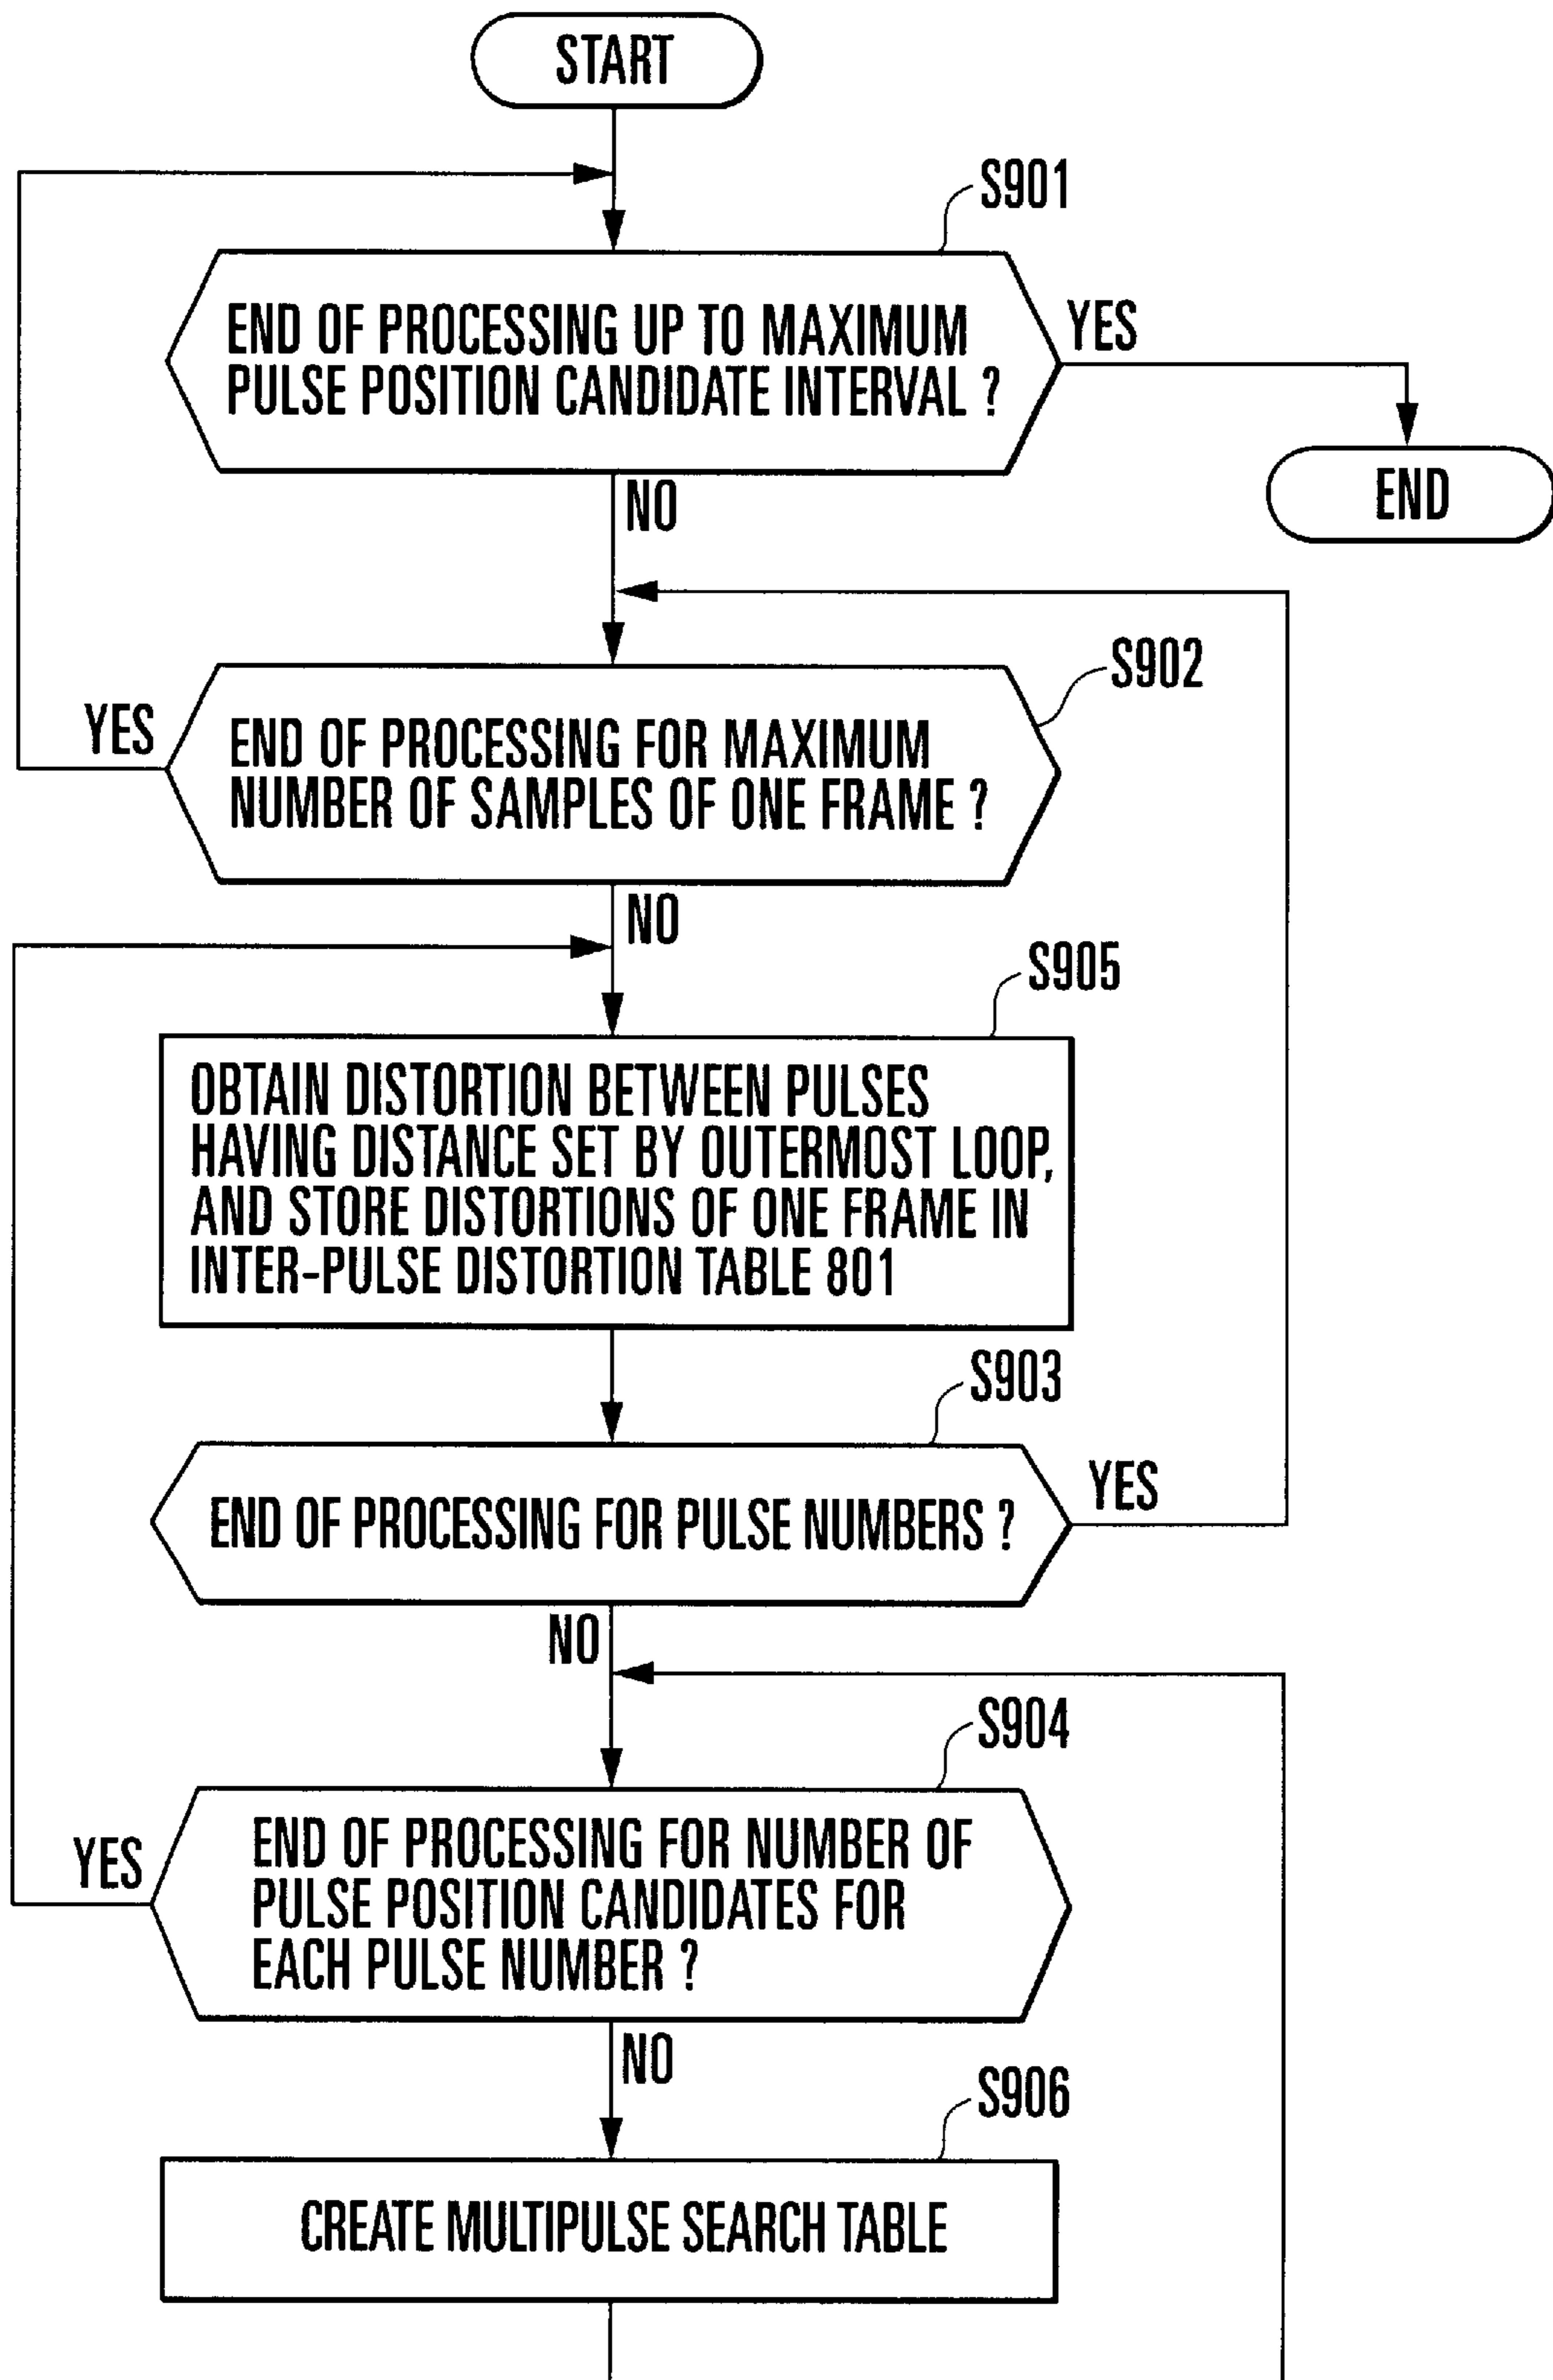 START
S901
END OF PROCESSING UP TO MAXIMUM
PULSE POSITION CANDIDATE INTERVAL ?
YES
END
NO
S902
YES
END OF PROCESSING FOR MAXIMUM
NUMBER OF SAMPLES OF ONE FRAME ?
NO
S905
OBTAIN DISTORTION BETWEEN PULSES
HAVING DISTANCE SET BY OUTERMOST LOOP,
AND STORE DISTORTIONS OF ONE FRAME IN
INTER-PULSE DISTORTION TABLE 801
S903
END OF PROCESSING FOR PULSE NUMBERS ?
YES
NO
S904
YES
END OF PROCESSING FOR NUMBER OF
PULSE POSITION CANDIDATES FOR
EACH PULSE NUMBER ?
NO
S906
CREATE MULTIPULSE SEARCH TABLE